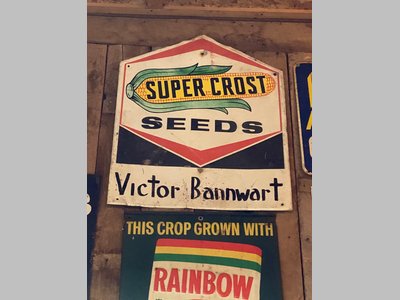 SUPER CROST
SEEDS
Victor Bannwart
THIS CROP GROWN WITH
RAINBOW